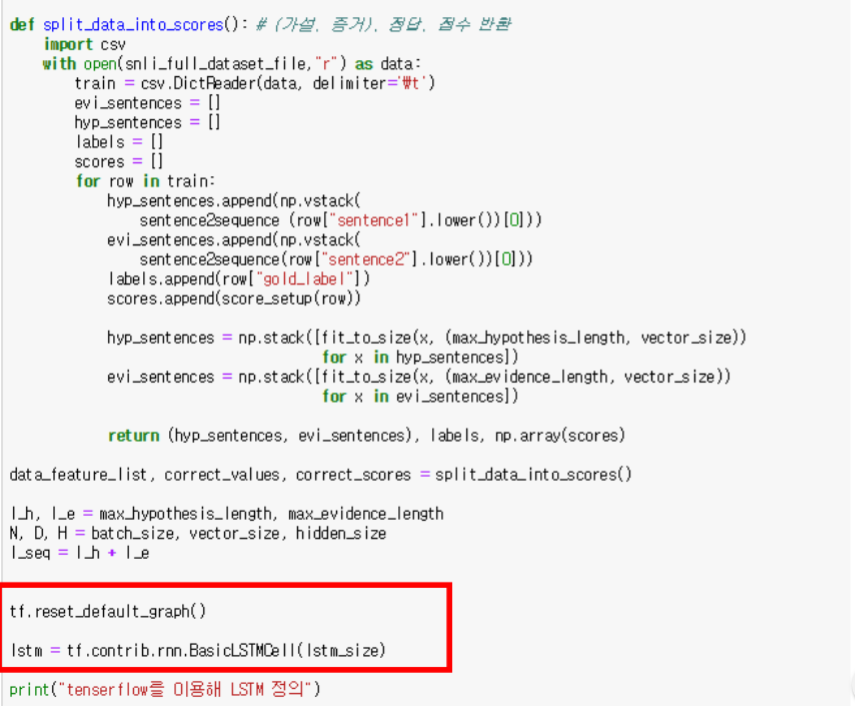 def split_data_into_scores(): # (가설, 증거), 정답, 점수 반환
    import csv
    with open(snli_full_dataset_file,"r") as data:
        train = csv.DictReader(data, delimiter='₩t')
        evi_sentences = []
        hyp_sentences = []
        labels = []
        scores = []
        for row in train:
            hyp_sentences.append(np.vstack(
                sentence2sequence (row["sentence1"].lower())[0]))
            evi_sentences.append(np.vstack(
                sentence2sequence(row["sentence2"].lower())[0]))
            labels.append(row["gold_label"])
            scores.append(score_setup(row))
            hyp_sentences = np.stack([fit_to_size(x, (max_hypothesis_length, vector_size))
                                      for x in hyp_sentences])
            evi_sentences = np.stack([fit_to_size(x, (max_evidence_length, vector_size))
                                      for x in evi_sentences])
            return (hyp_sentences, evi_sentences), labels, np.array(scores)
data_feature_list, correct_values, correct_scores = split_data_into_scores()
l_h, l_e = max_hypothesis_length, max_evidence_length
N, D, H = batch_size, vector_size, hidden_size
l_seq = l_h + l_e
tf.reset_default_graph()
lstm = tf.contrib.rnn.BasicLSTMCell(lstm_size)
print("tenserflow를 이용해 LSTM 정의")